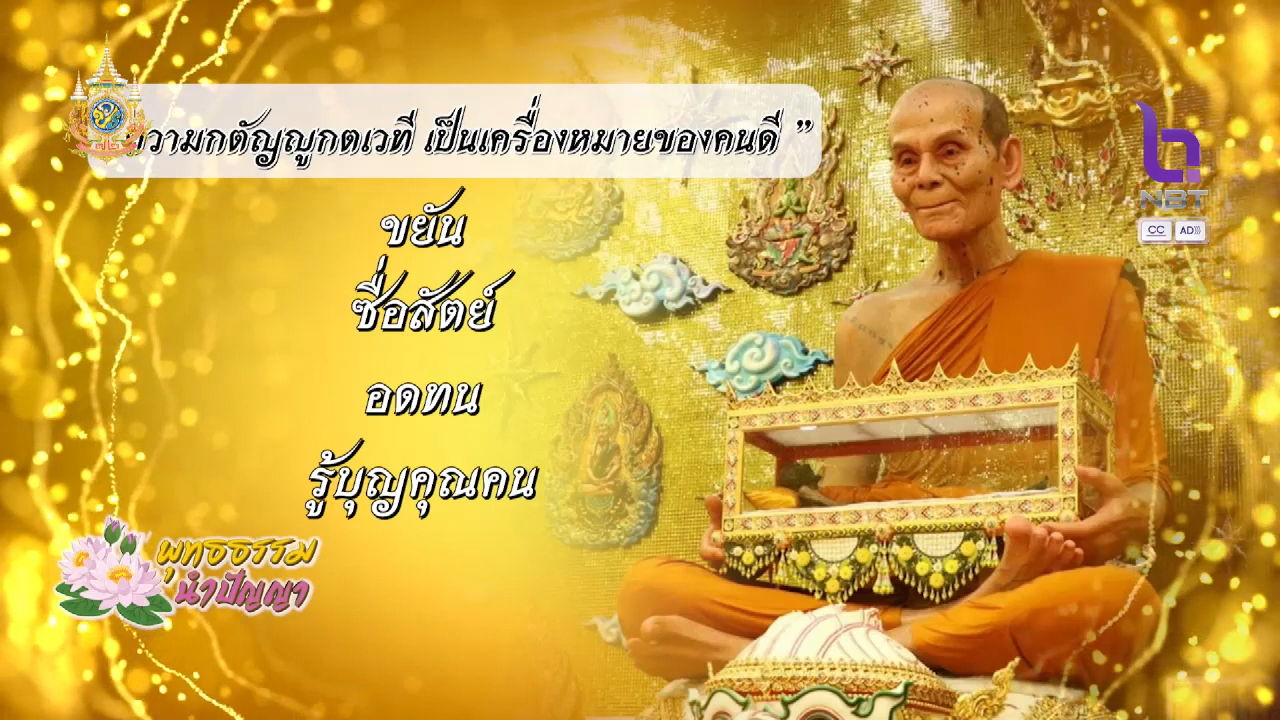 ความกตัญญูกตเวที เป็นเครื่องหมายของคนดี ”
ขยัน
ซื่อสัตย์
อดทน
รู้บุญคุณคน
พุทธธรรม
นำปัญญา
NBT
CC AD
๗๒